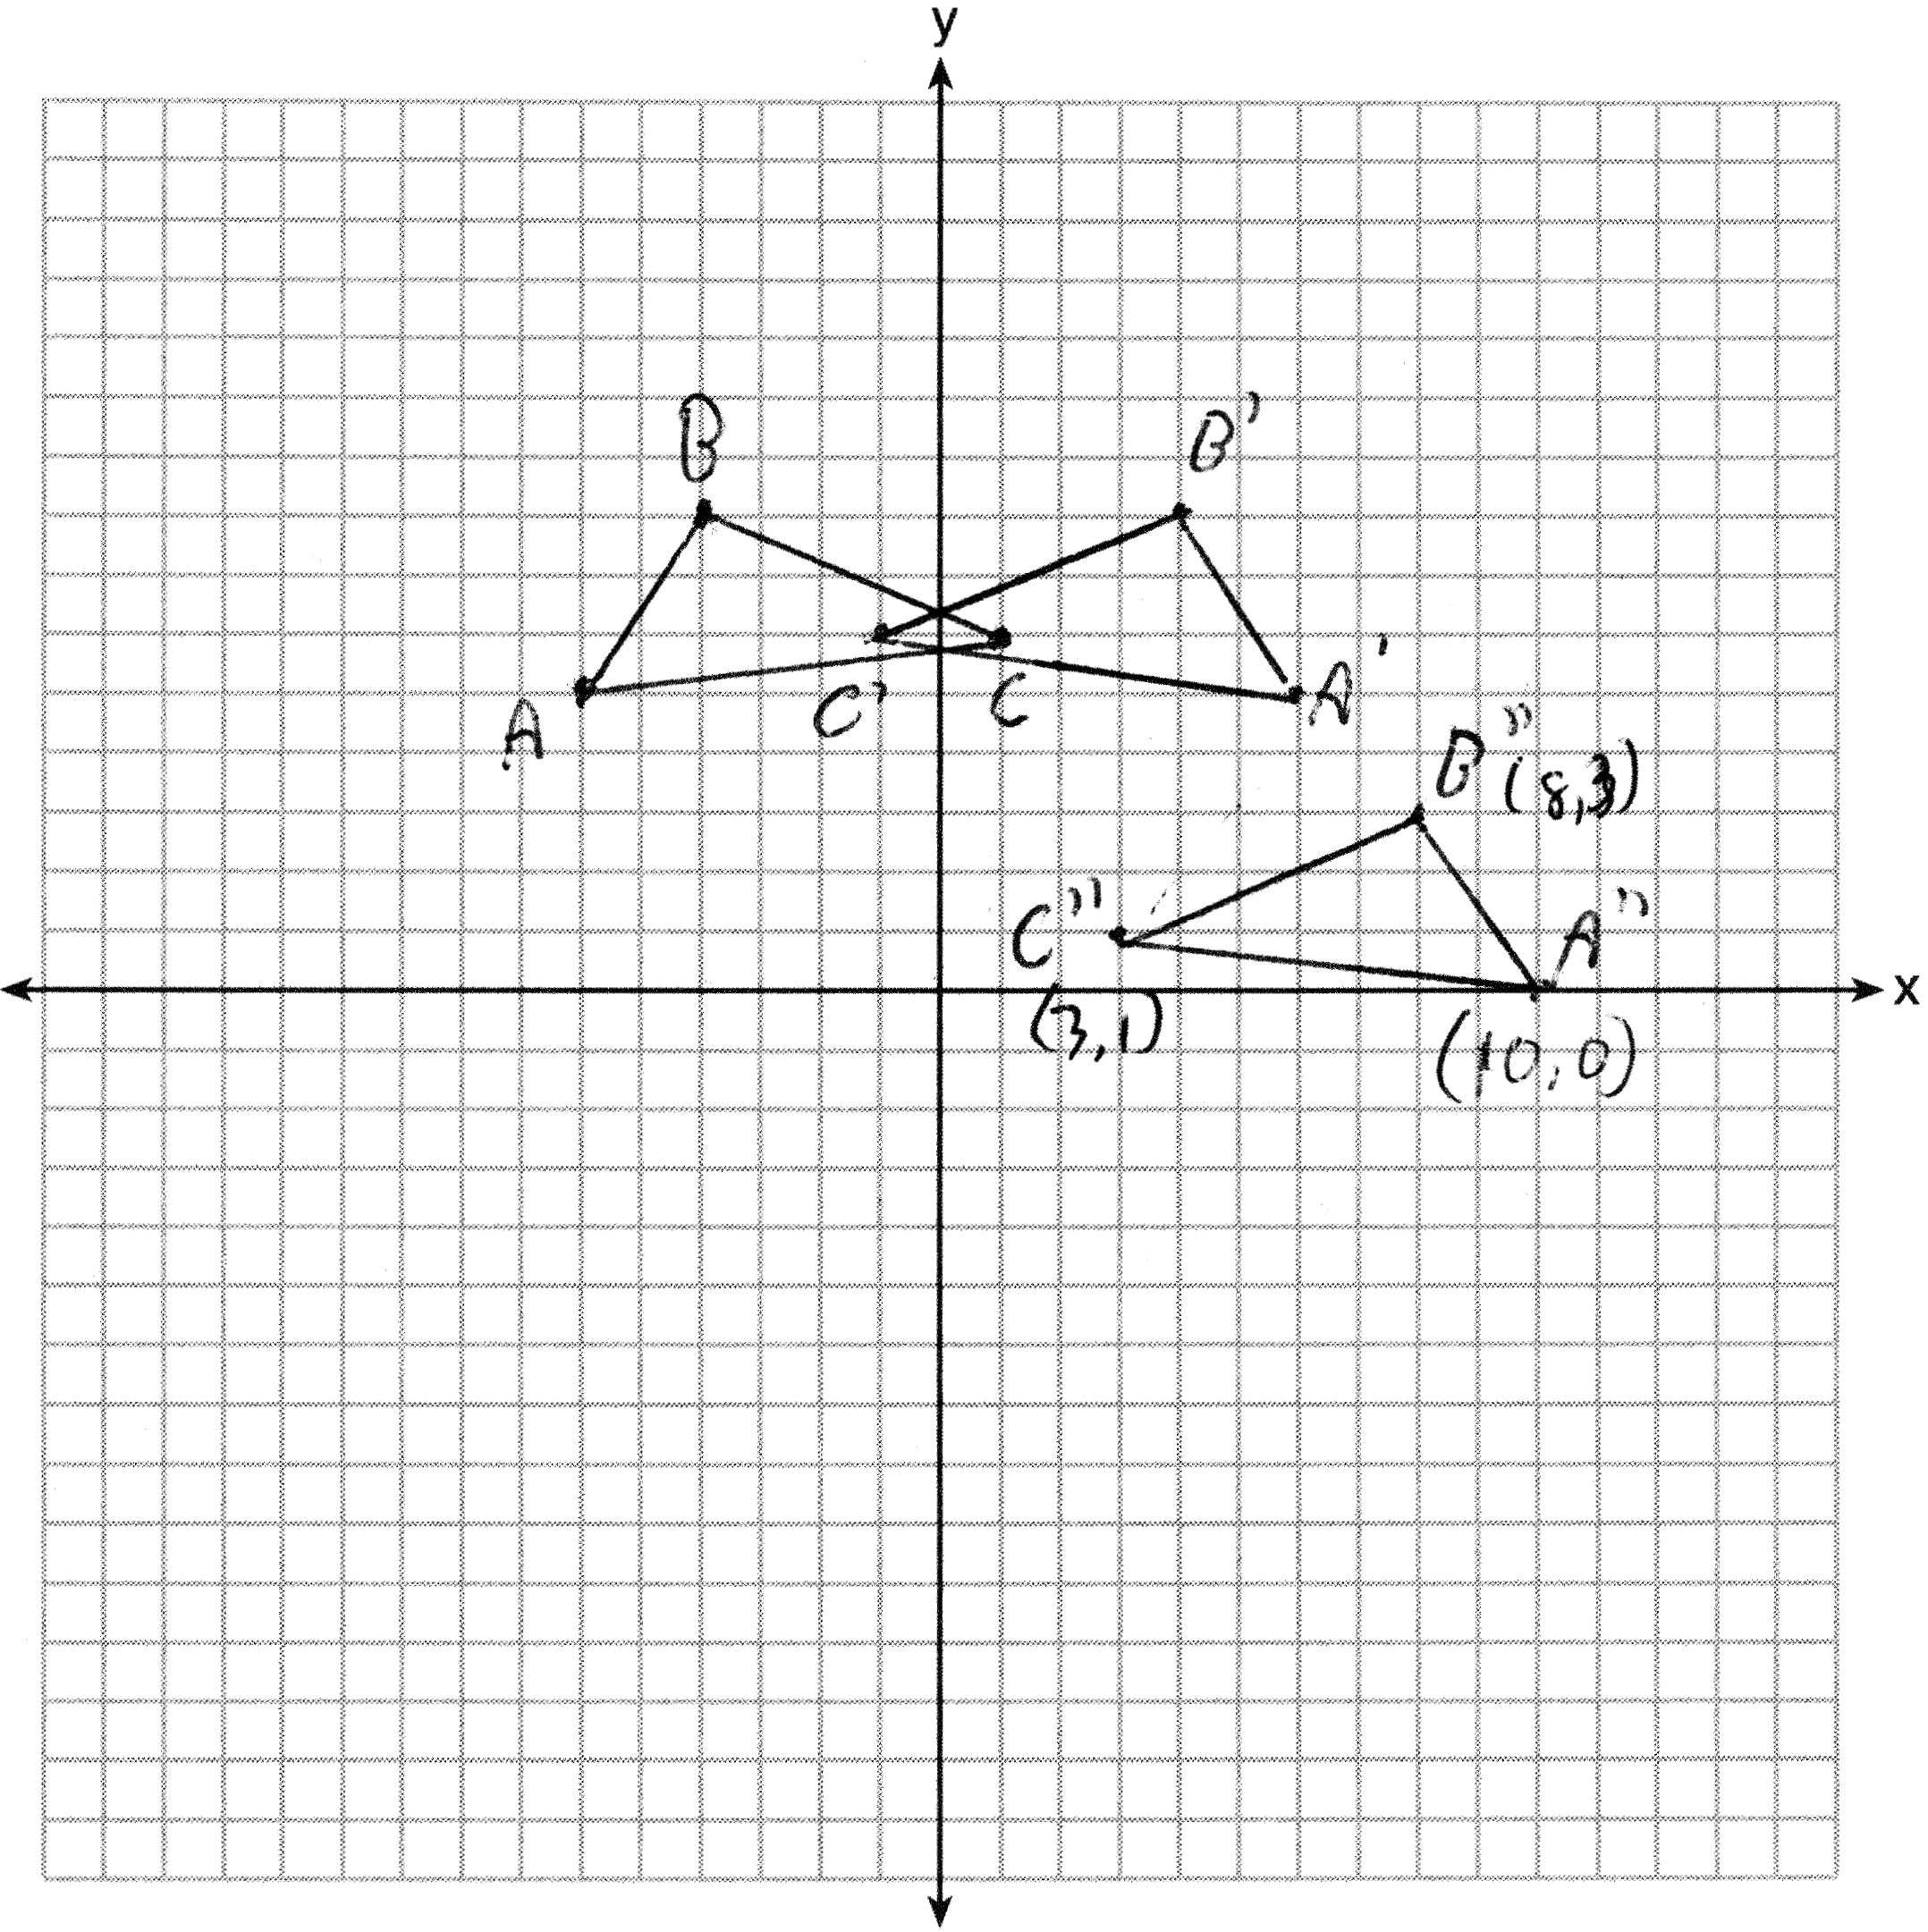 y
B
B'
A
C'
C
A'
B" (8,3)
C"
A"
x
(3,1)
(10,0)